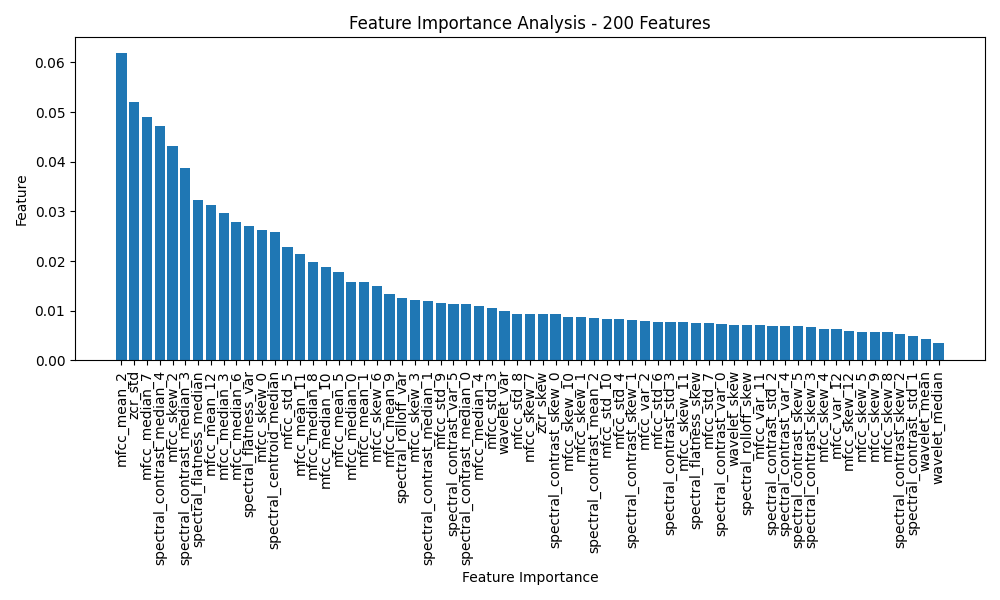 Feature Importance Analysis - 200 Features
Feature
0.06
0.05
0.04
0.03
0.02
0.01
0.00
mfcc_mean_2
zcr_std
mfcc_median_7
spectral_contrast_median_4
mfcc_skew_2
spectral_contrast_median_3
spectral_flatness_median
mfcc_mean_12
mfcc_median_3
mfcc_median_6
spectral_flatness_var
mfcc_skew_0
spectral_centroid_median
mfcc_std_5
mfcc_mean_11
mfcc_median_8
mfcc_median_10
mfcc_mean_5
mfcc_median_0
mfcc_mean_1
mfcc_skew_6
mfcc_mean_9
spectral_rolloff_var
mfcc_skew_3
spectral_contrast_median_1
mfcc_std_9
spectral_contrast_var_5
spectral_contrast_median_0
mfcc_median_4
mfcc_std_3
wavelet_var
mfcc_std_8
mfcc_skew_7
zcr_skew
spectral_contrast_skew_0
mfcc_skew_10
mfcc_skew_1
spectral_contrast_mean_2
mfcc_std_10
mfcc_std_4
spectral_contrast_skew_1
mfcc_var_2
mfcc_std_6
spectral_contrast_std_3
mfcc_skew_11
spectral_flatness_skew
mfcc_std_7
spectral_contrast_var_0
wavelet_skew
spectral_rolloff_skew
mfcc_var_11
spectral_contrast_std_2
spectral_contrast_var_4
spectral_contrast_skew_5
spectral_contrast_skew_3
mfcc_skew_4
mfcc_var_12
mfcc_skew_12
mfcc_skew_5
mfcc_skew_9
mfcc_skew_8
spectral_contrast_skew_2
spectral_contrast_std_1
wavelet_mean
wavelet_median
Feature Importance